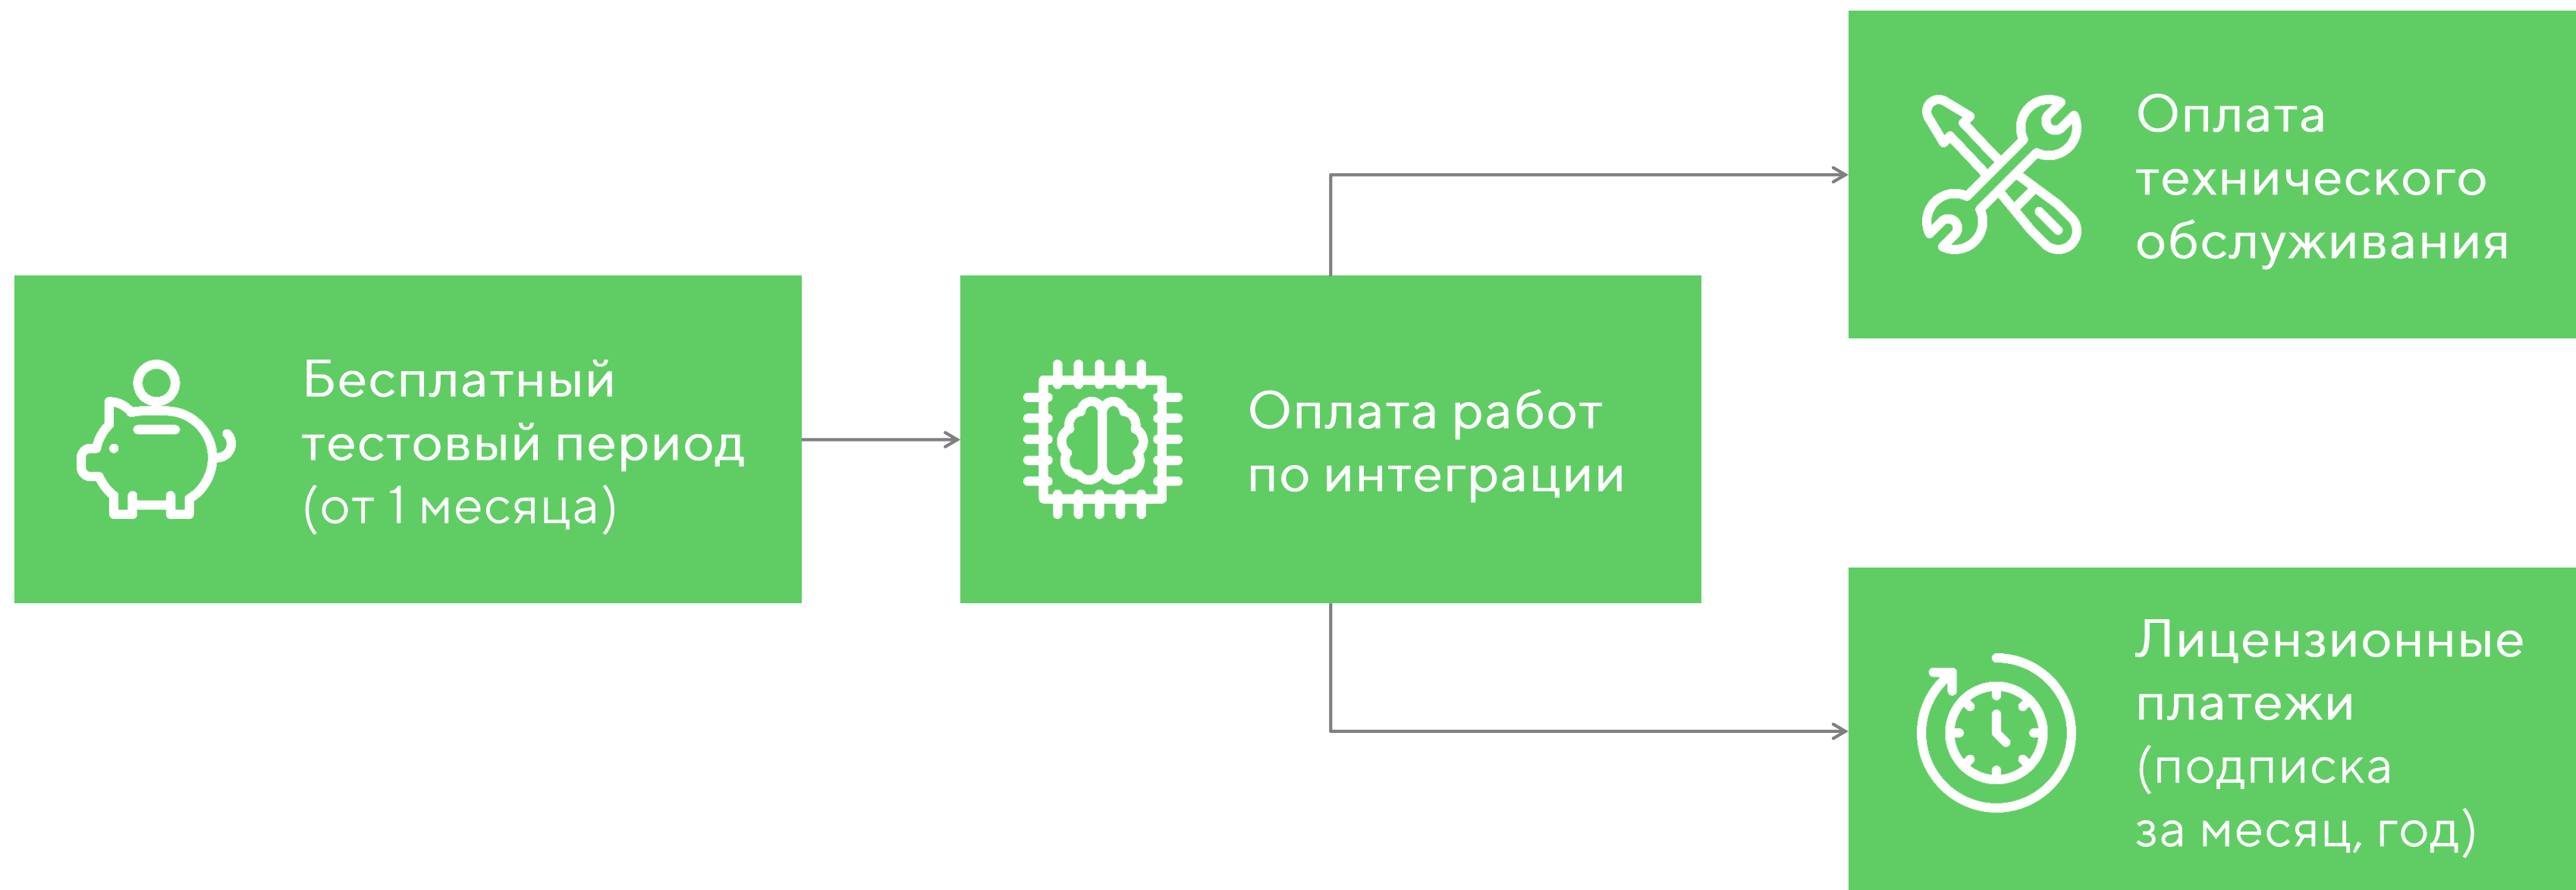 Бесплатный
тестовый период
(от 1 месяца)
Оплата работ
по интеграции
Оплата
технического
обслуживания
Лицензионные
платежи
(подписка
за месяц, год)